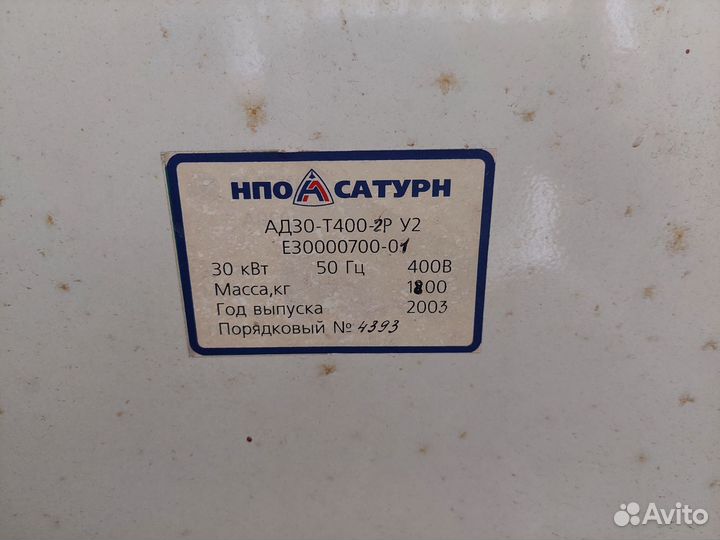 НПО САТУРН
АД30-Т400-2Р У2
Е30000700-01
30 кВт 50 Гц 400В
Масса,кг 1800
Год выпуска 2003
Порядковый № 4393
Avito